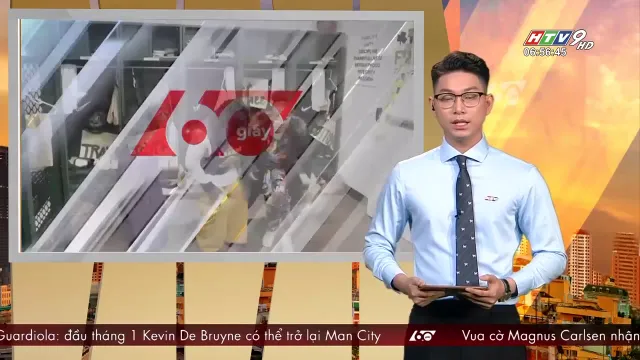 HTV9 HD
06:56:45
60 giây
Guardiola: đầu tháng 1 Kevin De Bruyne có thể trở lại Man City 60 Vua cờ Magnus Carlsen nhận